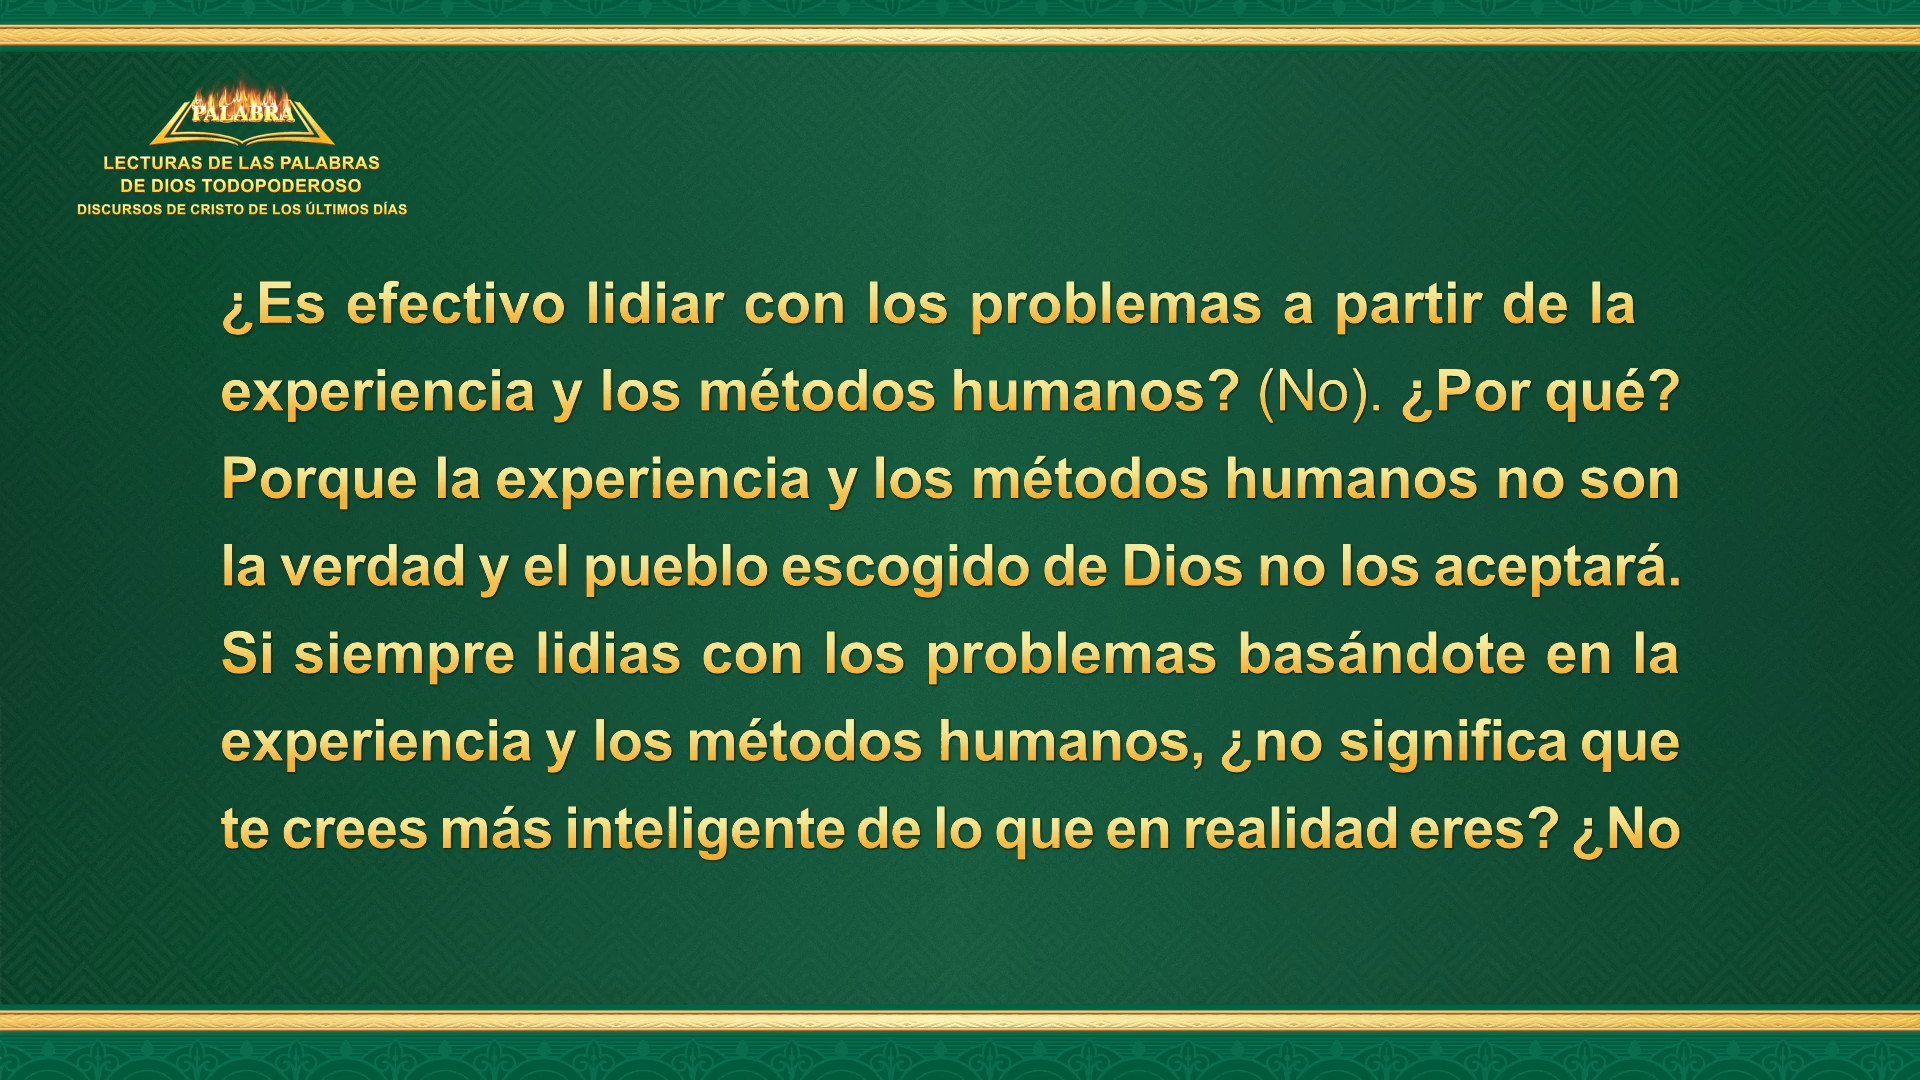 PALABRA
LECTURAS DE LAS PALABRAS
DE DIOS TODOPODEROSO
DISCURSOS DE CRISTO DE LOS ÚLTIMOS DÍAS
¿Es efectivo lidiar con los problemas a partir de la
experiencia y los métodos humanos? (No). ¿Por qué?
Porque la experiencia y los métodos humanos no son
la verdad y el pueblo escogido de Dios no los aceptará.
Si siempre lidias con los problemas basándote en la
experiencia y los métodos humanos, ¿no significa que
te crees más inteligente de lo que en realidad eres? ¿No